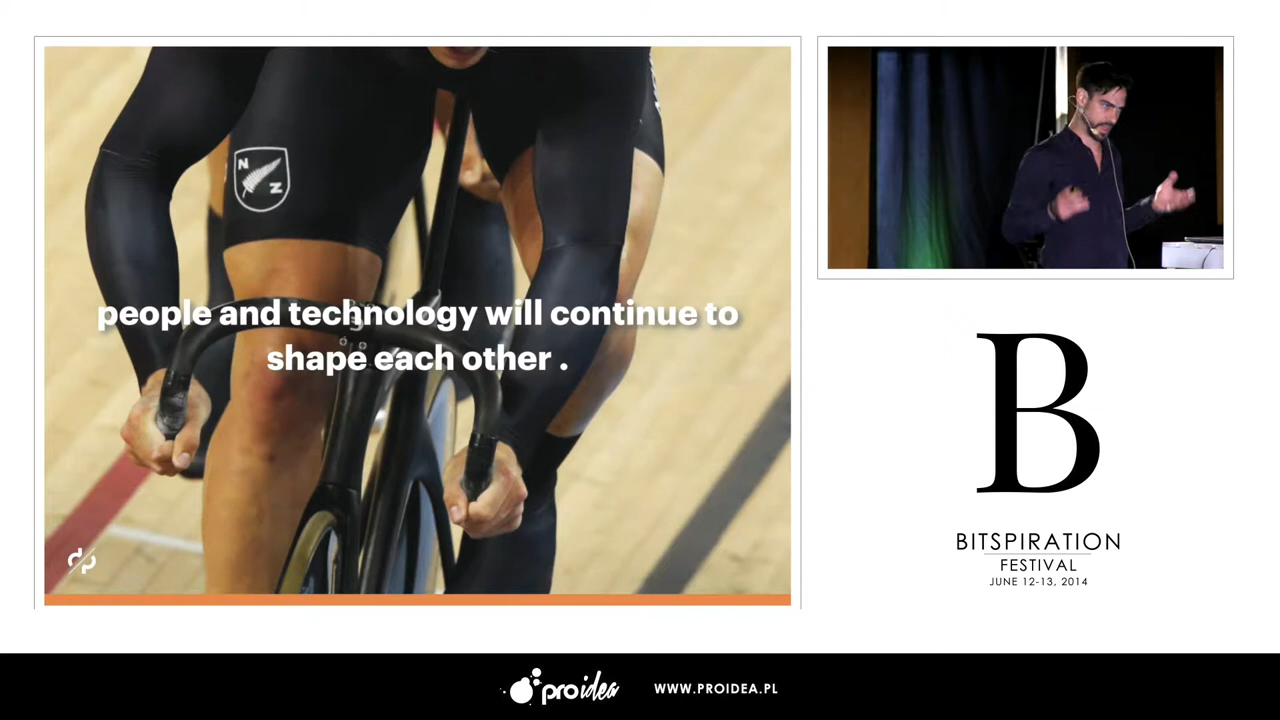 N
Z
people and technology will continue to
shape each other .
dp
B
BITSPIRATION
FESTIVAL
JUNE 12-13, 2014
proidea
WWW.PROIDEA.PL